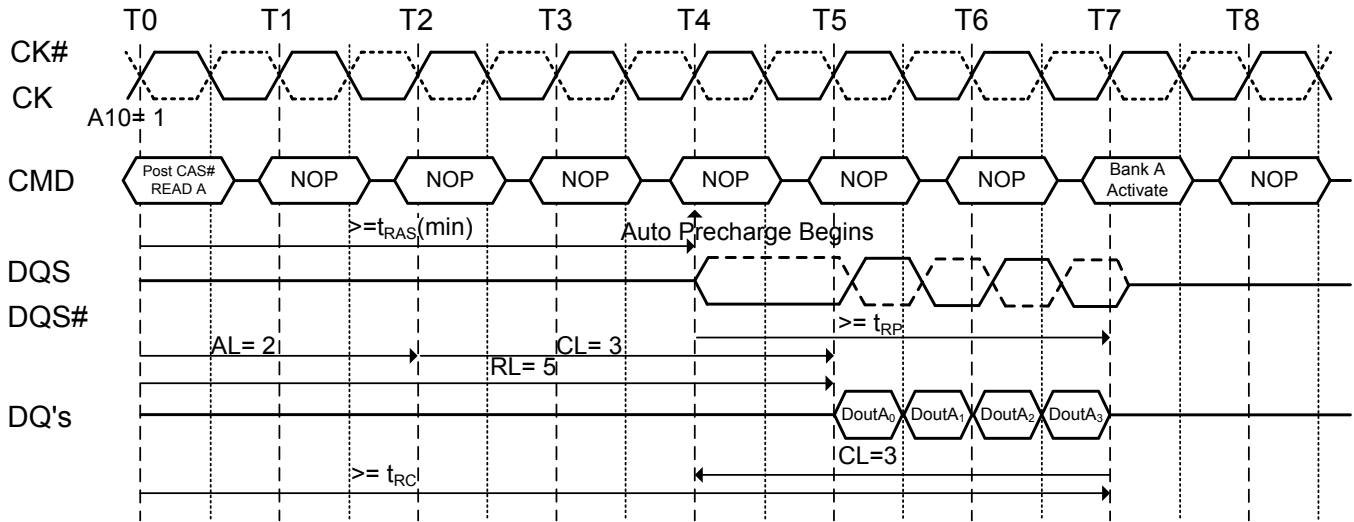 T0 T1 T2 T3 T4 T5 T6 T7 T8
CK#
CK
A10= 1
CMD
Post CAS#
READ A
NOP NOP NOP NOP NOP NOP
Bank A
Activate
NOP
>=tRAS(min)
Auto Precharge Begins
DQS
DQS#
>= tRP
AL= 2 CL= 3
RL= 5
DQ's
DoutA0 DoutA1 DoutA2 DoutA3
CL=3
>= tRC